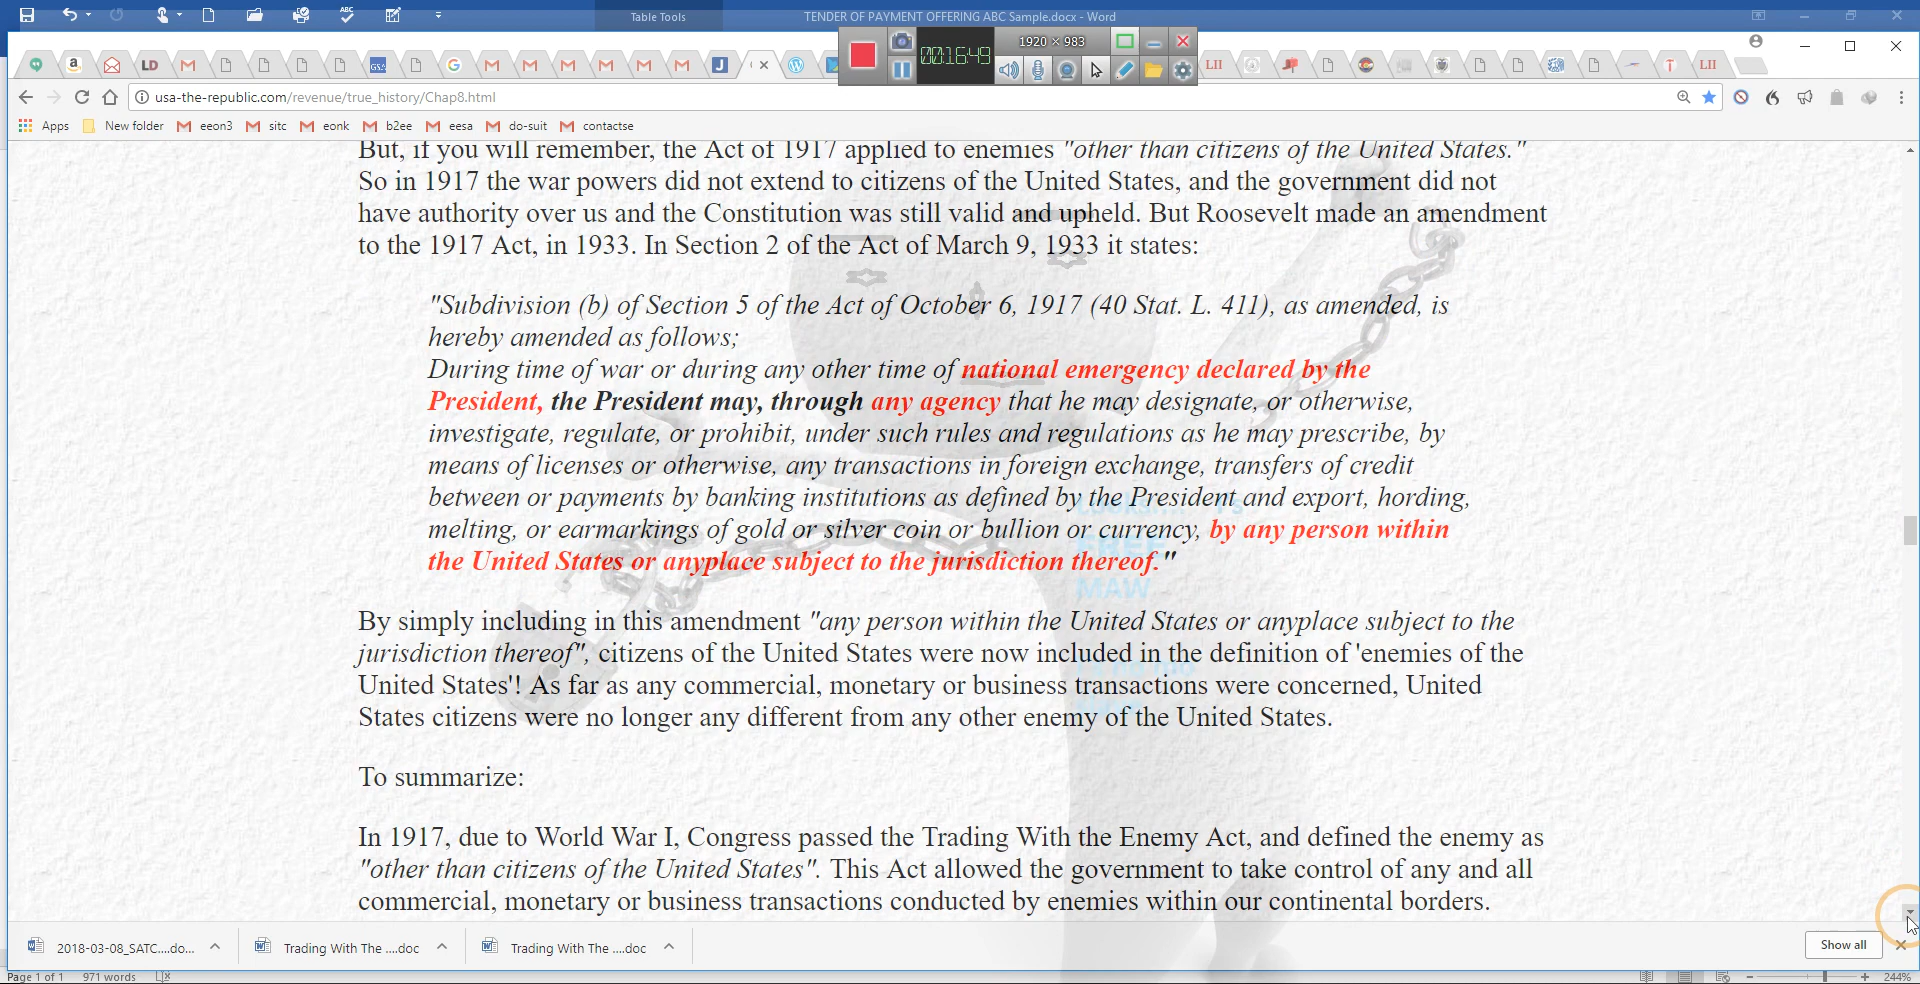 Table Tools
TENDER OF PAYMENT OFFERING ABC Sample.docx - Word
1920 × 983
00:16:49
usa-the-republic.com/revenue/true_history/Chap8.html
Apps New folder eeon3 sitc eonk b2ee eesa do-suit contactse
But, if you will remember, the Act of 1917 applied to enemies "other than citizens of the United States."
So in 1917 the war powers did not extend to citizens of the United States, and the government did not
have authority over us and the Constitution was still valid and upheld. But Roosevelt made an amendment
to the 1917 Act, in 1933. In Section 2 of the Act of March 9, 1933 it states:
"Subdivision (b) of Section 5 of the Act of October 6, 1917 (40 Stat. L. 411), as amended, is
hereby amended as follows;
During time of war or during any other time of national emergency declared by the
President, the President may, through any agency that he may designate, or otherwise,
investigate, regulate, or prohibit, under such rules and regulations as he may prescribe, by
means of licenses or otherwise, any transactions in foreign exchange, transfers of credit
between or payments by banking institutions as defined by the President and export, hording,
melting, or earmarkings of gold or silver coin or bullion or currency, by any person within
the United States or anyplace subject to the jurisdiction thereof."
By simply including in this amendment "any person within the United States or anyplace subject to the
jurisdiction thereof", citizens of the United States were now included in the definition of 'enemies of the
United States'! As far as any commercial, monetary or business transactions were concerned, United
States citizens were no longer any different from any other enemy of the United States.
To summarize:
In 1917, due to World War I, Congress passed the Trading With the Enemy Act, and defined the enemy as
"other than citizens of the United States". This Act allowed the government to take control of any and all
commercial, monetary or business transactions conducted by enemies within our continental borders.
2018-03-08_SATC....do... Trading With The ....doc Trading With The ....doc Show all
Page 1 of 1 971 words 244%